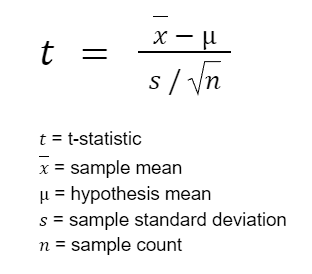 t = x̅ − μ / s / √n
t = t-statistic
x̅ = sample mean
μ = hypothesis mean
s = sample standard deviation
n = sample count